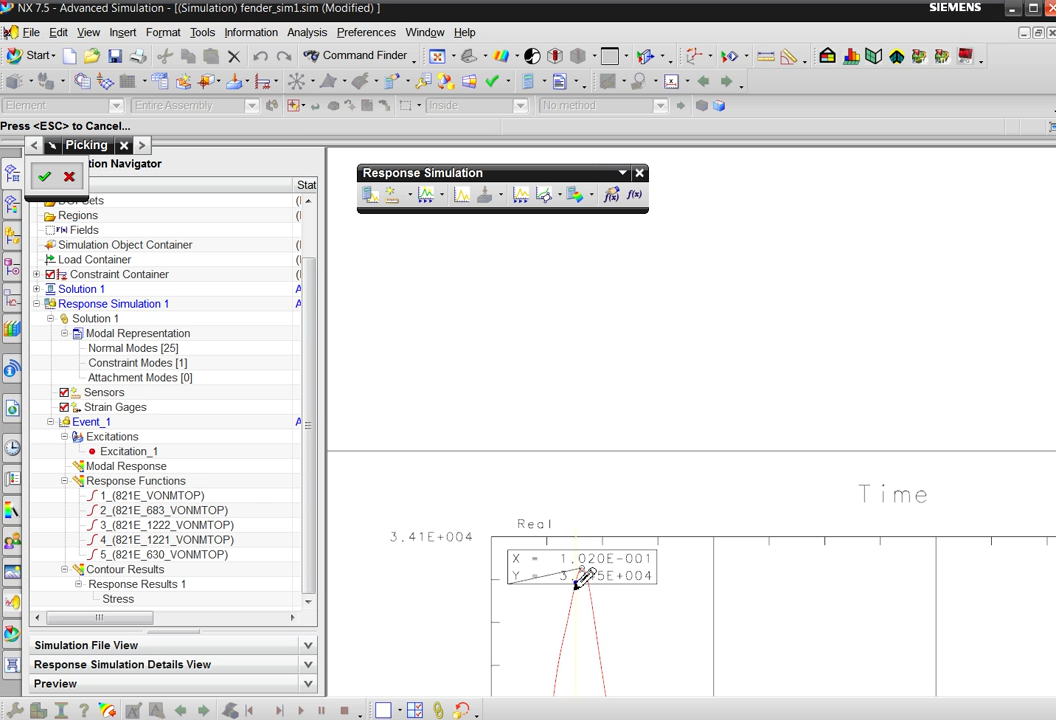 NX 7.5 - Advanced Simulation - [(Simulation) fender_sim1.sim (Modified) ]
SIEMENS
File Edit View Insert Format Tools Information Analysis Preferences Window Help
Start
Command Finder
Element
Entire Assembly
Inside
No method
Press <ESC> to Cancel...
Picking
Navigator
Stat
Regions
Fields
Simulation Object Container
Load Container
Constraint Container
Solution 1
Response Simulation 1
Solution 1
Modal Representation
Normal Modes [25]
Constraint Modes [1]
Attachment Modes [0]
Sensors
Strain Gages
Event_1
Excitations
Excitation_1
Modal Response
Response Functions
1_(821E_VONMTOP)
2_(821E_683_VONMTOP)
3_(821E_1222_VONMTOP)
4_(821E_1221_VONMTOP)
5_(821E_630_VONMTOP)
Contour Results
Response Results 1
Stress
Simulation File View
Response Simulation Details View
Preview
Response Simulation
f(x)
Time
Real
3.41E+004
X = 1.020E-001
Y =